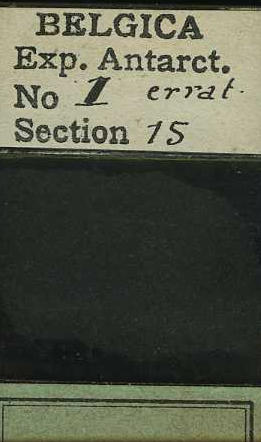 BELGICA
Exp. Antarct.
No 1 errat.
Section 15